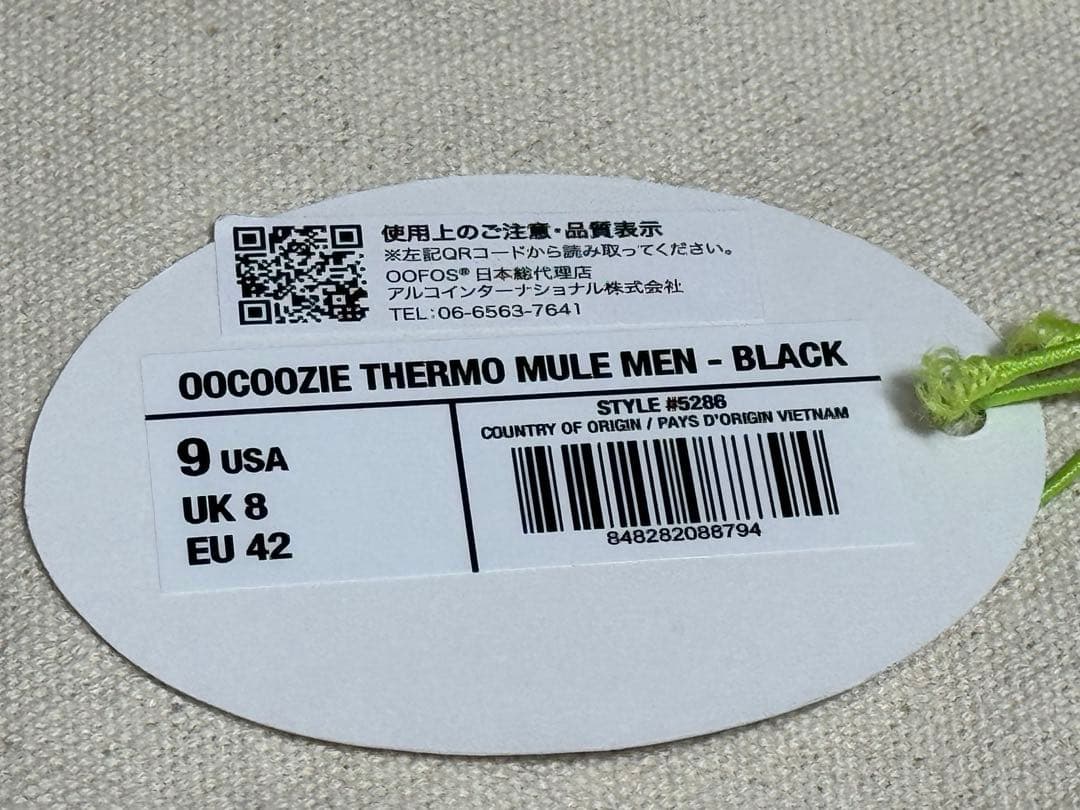 使用上のご注意・品質表示
※左記QRコードから読み取ってください。
OOFOS® 日本総代理店
アルコインターナショナル株式会社
TEL:06-6563-7641
OOCOOZIE THERMO MULE MEN - BLACK
STYLE #5286
COUNTRY OF ORIGIN / PAYS D'ORIGIN VIETNAM
9 USA
UK 8
EU 42
848282088794